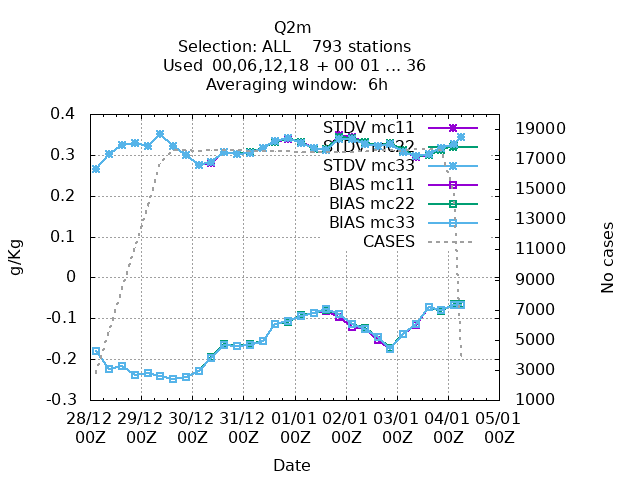 Q2m
Selection: ALL 793 stations
Used 00,06,12,18 + 00 01 ... 36
Averaging window: 6h
0.4
0.3
0.2
0.1
0
-0.1
-0.2
-0.3
g/Kg
STDV mc11
STDV mc22
STDV mc33
BIAS mc11
BIAS mc22
BIAS mc33
CASES
19000
17000
15000
13000
11000
9000
7000
5000
3000
1000
No cases
28/12 29/12 30/12 31/12 01/01 02/01 03/01 04/01 05/01
00Z 00Z 00Z 00Z 00Z 00Z 00Z 00Z 00Z
Date